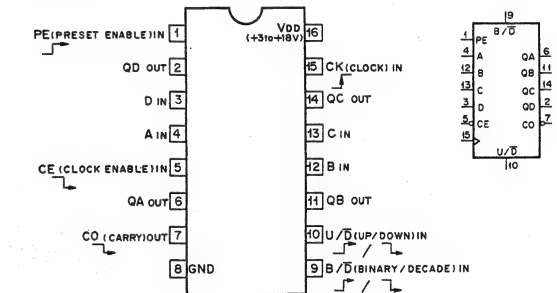 PE(PRESET ENABLE)IN 1
QD OUT 2
D IN 3
A IN 4
CE(CLOCK ENABLE)IN 5
QA OUT 6
CO (CARRY)OUT 7
8 GND
VDD 16
(+3to+18V)
15 CK(CLOCK) IN
14 QC OUT
13 C IN
12 B IN
11 QB OUT
10 U/D̅(UP/DOWN)IN
/
9 B/D̅(BINARY/DECADE)IN
/
9
B/D̅
1 PE
4 A QA 6
12 B QB 11
13 C QC 14
3 D QD 2
5 CE CO 7
15
U/D̅
10